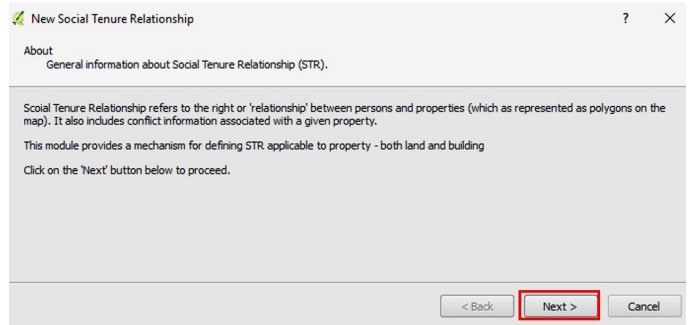 New Social Tenure Relationship ? X
About
General information about Social Tenure Relationship (STR).
Scoial Tenure Relationship refers to the right or 'relationship' between persons and properties (which as represented as polygons on the
map). It also includes conflict information associated with a given property.
This module provides a mechanism for defining STR applicable to property - both land and building
Click on the 'Next' button below to proceed.
< Back Next > Cancel